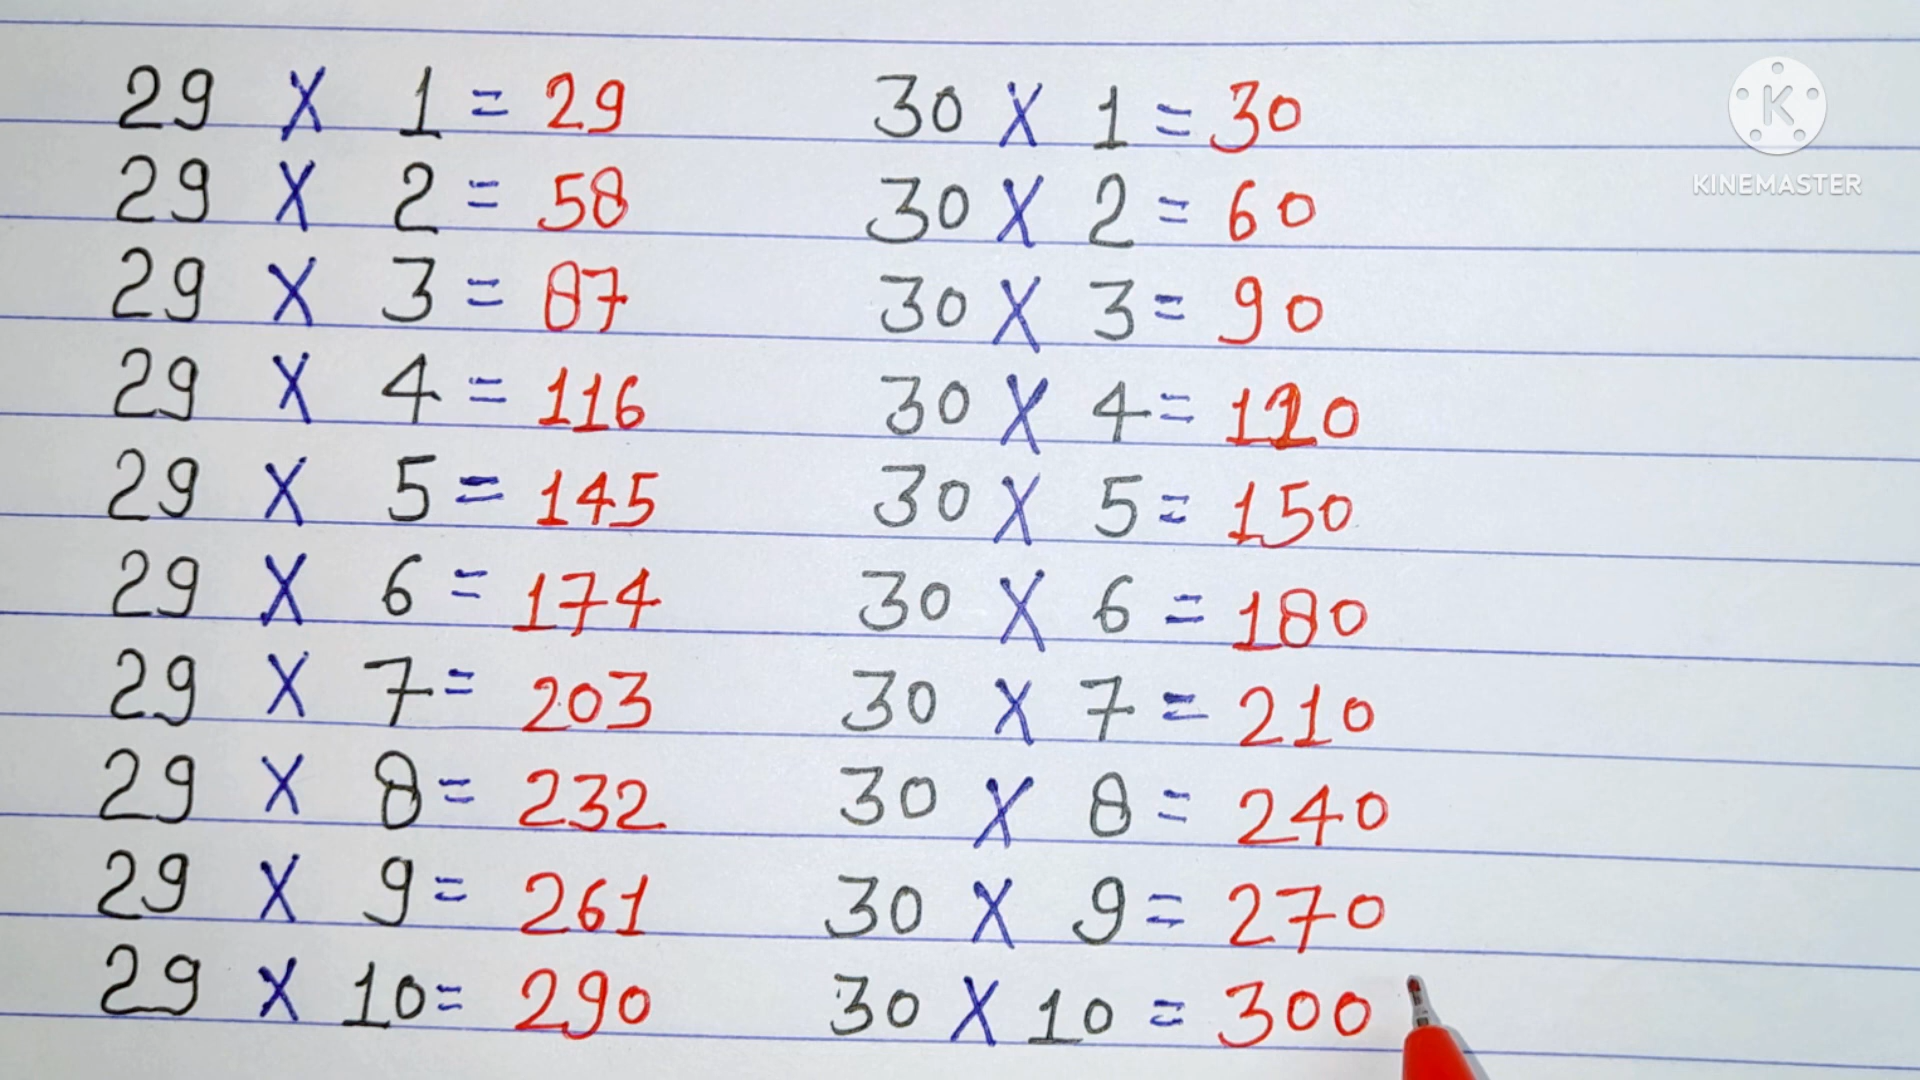 29 X 1 = 29 30 X 1 = 30
29 X 2 = 58 30 X 2 = 60
29 X 3 = 87 30 X 3 = 90
29 X 4 = 116 30 X 4 = 120
29 X 5 = 145 30 X 5 = 150
29 X 6 = 174 30 X 6 = 180
29 X 7 = 203 30 X 7 = 210
29 X 8 = 232 30 X 8 = 240
29 X 9 = 261 30 X 9 = 270
29 X 10 = 290 30 X 10 = 300
K
KINEMASTER